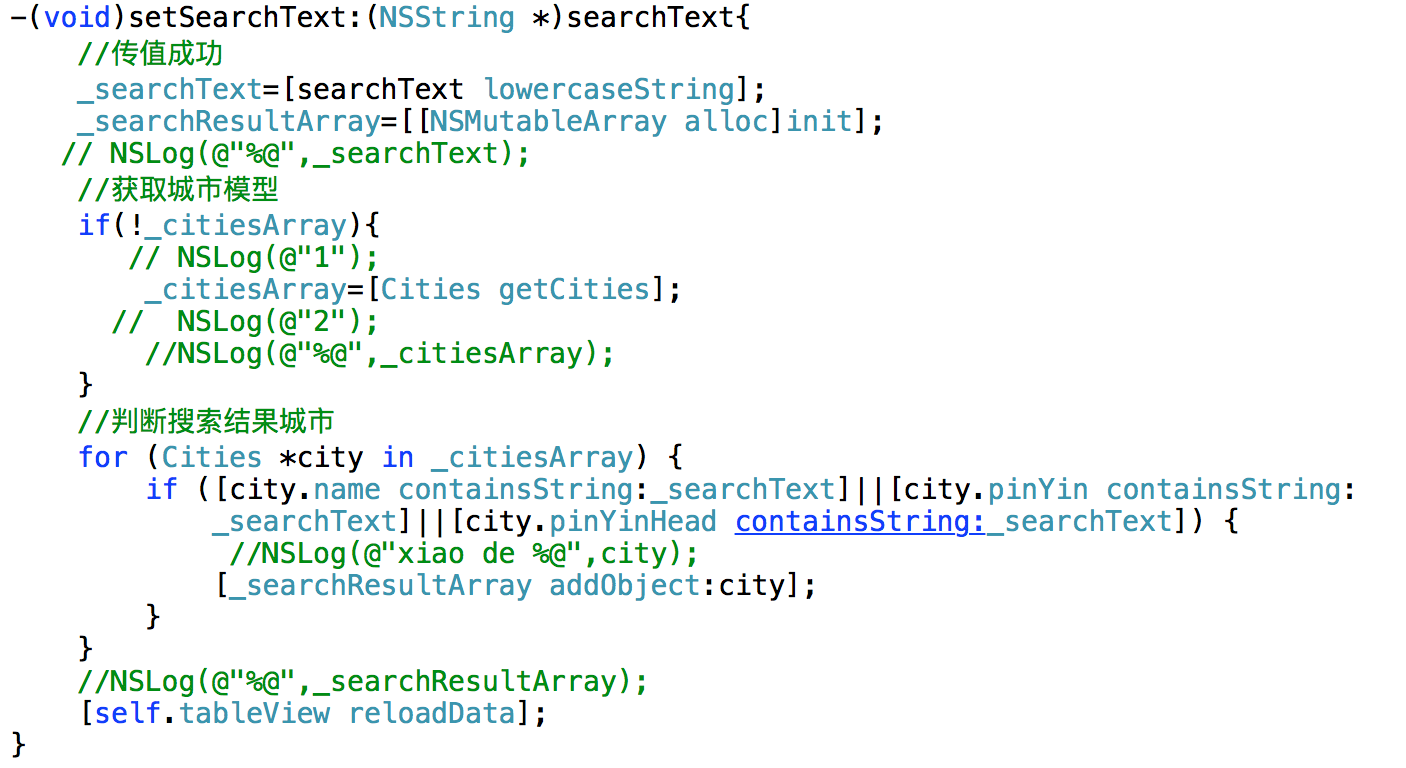 -(void)setSearchText:(NSString *)searchText{
    //传值成功
    _searchText=[searchText lowercaseString];
    _searchResultArray=[[NSMutableArray alloc]init];
   // NSLog(@"%@",_searchText);
    //获取城市模型
    if(!_citiesArray){
       // NSLog(@"1");
        _citiesArray=[Cities getCities];
      //  NSLog(@"2");
        //NSLog(@"%@",_citiesArray);
    }
    //判断搜索结果城市
    for (Cities *city in _citiesArray) {
        if ([city.name containsString:_searchText]||[city.pinYin containsString:
            _searchText]||[city.pinYinHead containsString:_searchText]) {
             //NSLog(@"xiao de %@",city);
            [_searchResultArray addObject:city];
        }
    }
    //NSLog(@"%@",_searchResultArray);
    [self.tableView reloadData];
}